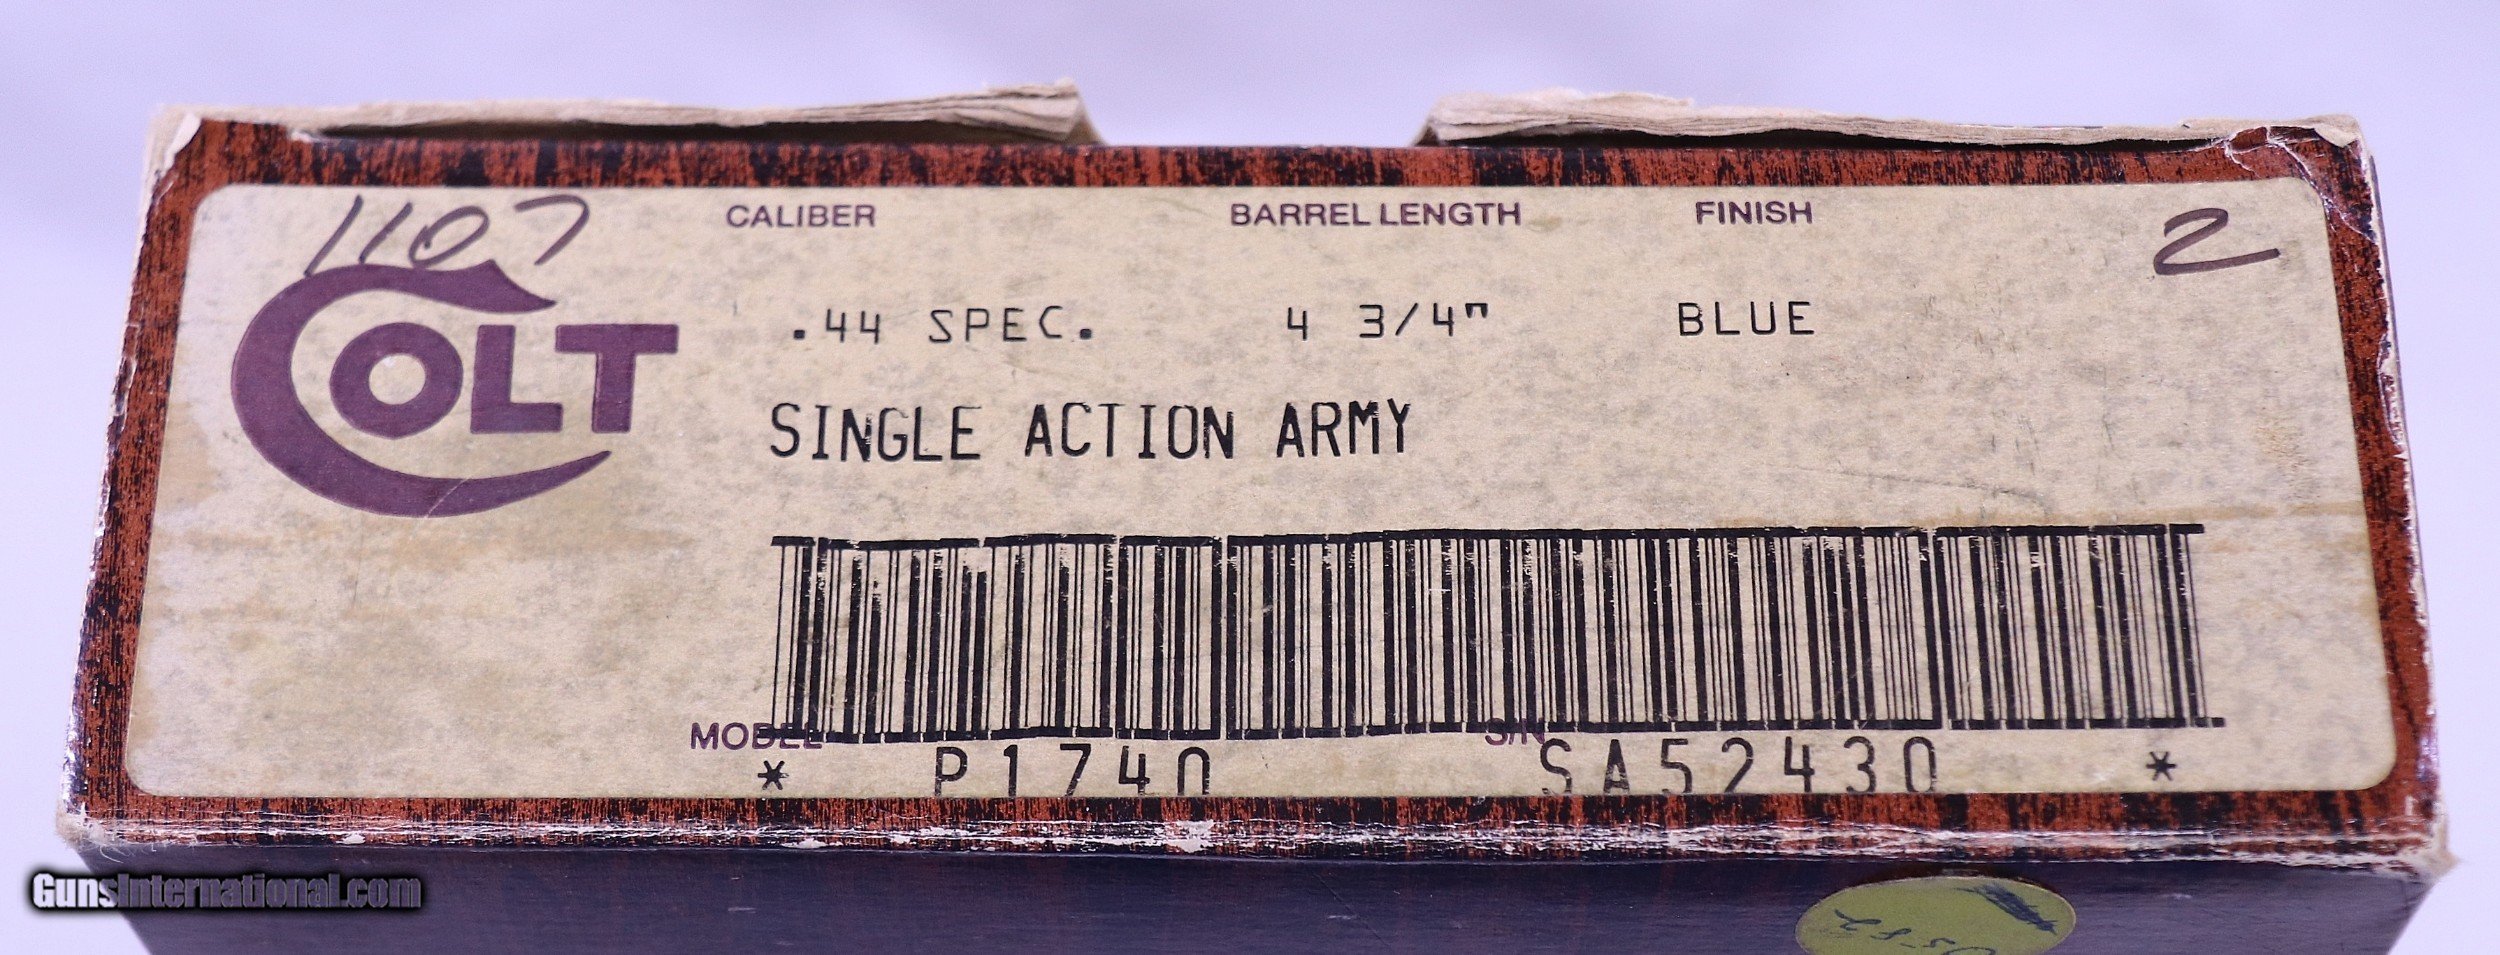 1107
CALIBER BARREL LENGTH FINISH 2
COLT
.44 SPEC. 4 3/4" BLUE
SINGLE ACTION ARMY
MODEL S/N
* P1740 SA52430 *
GunsInternational.com